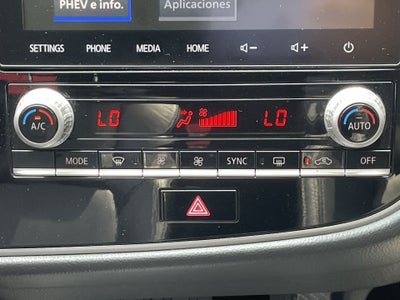 PHEV e info.
Aplicaciones
SETTINGS PHONE MEDIA HOME
LO LO
A/C AUTO
MODE SYNC OFF